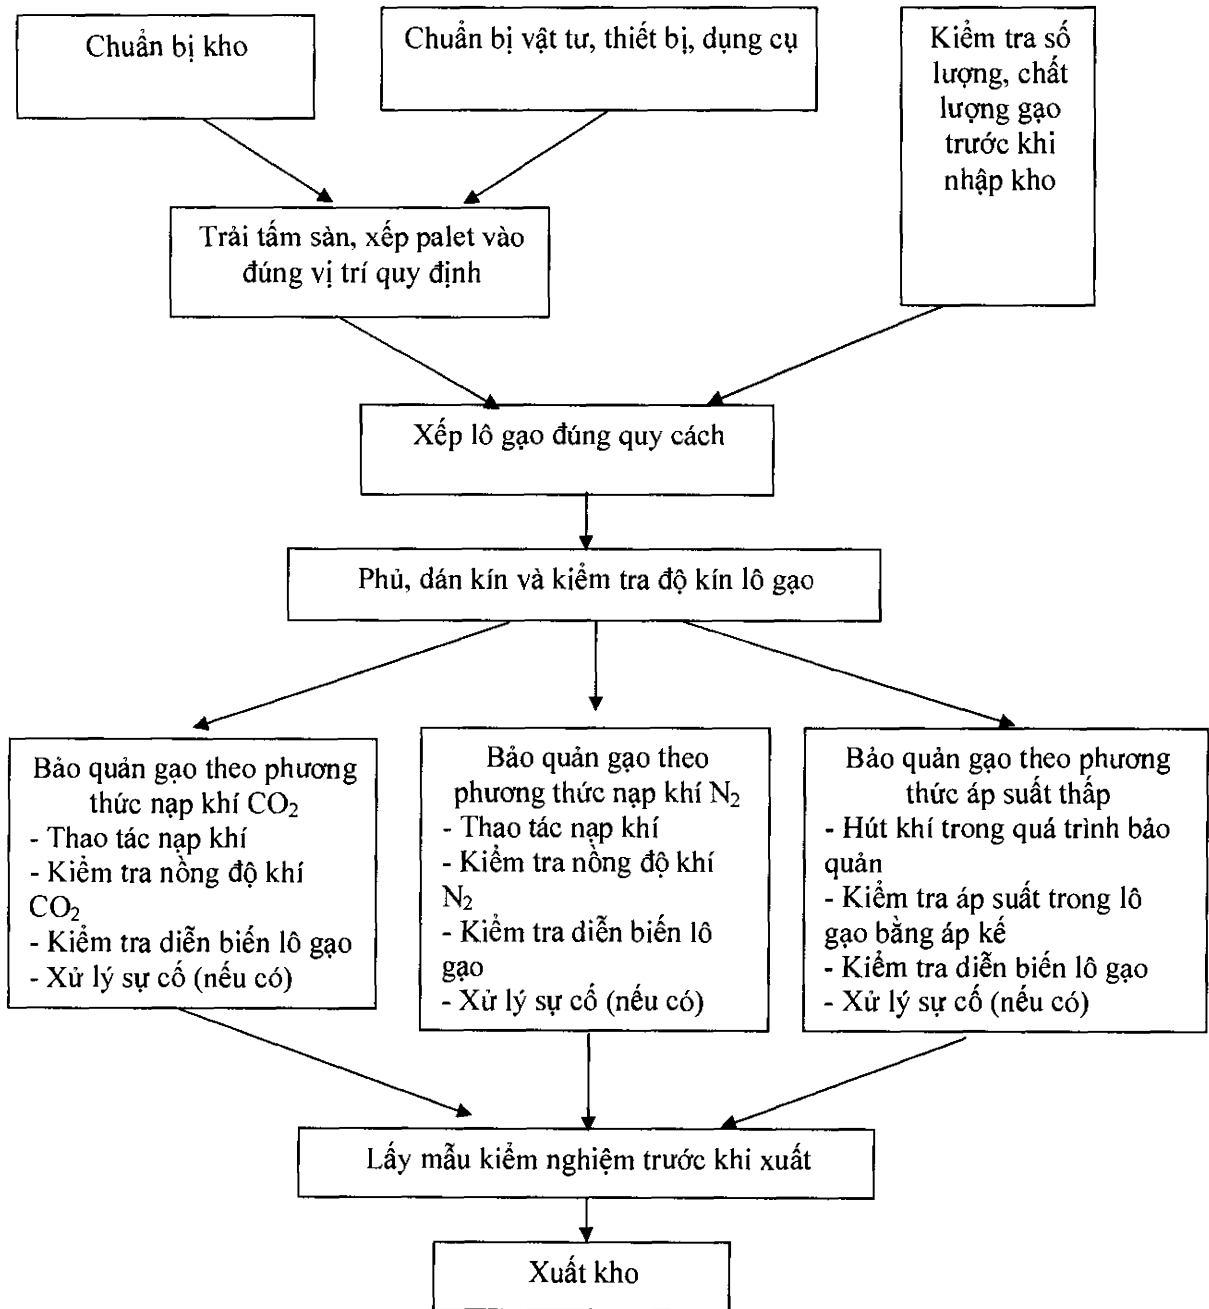 Chuẩn bị kho
Chuẩn bị vật tư, thiết bị, dụng cụ
Kiểm tra số
lượng, chất
lượng gạo
trước khi
nhập kho
Trải tấm sàn, xếp palet vào
đúng vị trí quy định
Xếp lô gạo đúng quy cách
Phủ, dán kín và kiểm tra độ kín lô gạo
Bảo quản gạo theo phương
thức nạp khí CO₂
- Thao tác nạp khí
- Kiểm tra nồng độ khí
CO₂
- Kiểm tra diễn biến lô gạo
- Xử lý sự cố (nếu có)
Bảo quản gạo theo
phương thức nạp khí N₂
- Thao tác nạp khí
- Kiểm tra nồng độ khí
N₂
- Kiểm tra diễn biến lô
gạo
- Xử lý sự cố (nếu có)
Bảo quản gạo theo phương
thức áp suất thấp
- Hút khí trong quá trình bảo
quản
- Kiểm tra áp suất trong lô
gạo bằng áp kế
- Kiểm tra diễn biến lô gạo
- Xử lý sự cố (nếu có)
Lấy mẫu kiểm nghiệm trước khi xuất
Xuất kho